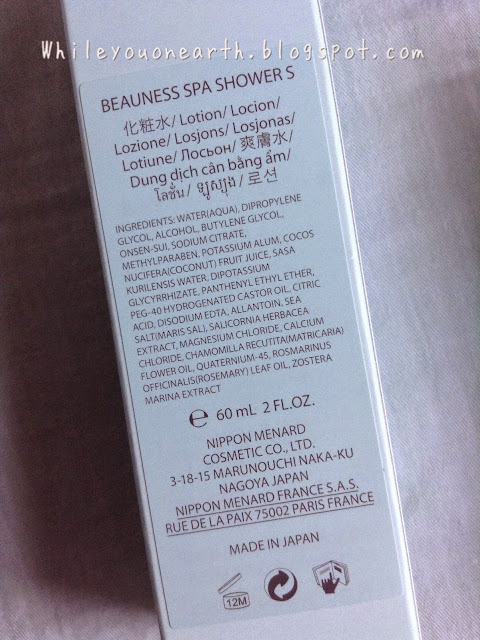 Whileyouonearth.blogspot.com
BEAUNESS SPA SHOWER S
化粧水/ Lotion/ Locion/
Lozione/ Losjons/ Losjonas/
Lotiune/ Лосьон/ 爽膚水/
Dung dịch cân bằng ẩm/
โลชั่น/ ឡូស្យុង/ 로션
INGREDIENTS: WATER(AQUA), DIPROPYLENE
GLYCOL, ALCOHOL, BUTYLENE GLYCOL,
ONSEN-SUI, SODIUM CITRATE,
METHYLPARABEN, POTASSIUM ALUM, COCOS
NUCIFERA(COCONUT) FRUIT JUICE, SASA
KURILENSIS WATER, DIPOTASSIUM
GLYCYRRHIZATE, PANTHENYL ETHYL ETHER,
PEG-40 HYDROGENATED CASTOR OIL, CITRIC
ACID, DISODIUM EDTA, ALLANTOIN, SEA
SALT(MARIS SAL), SALICORNIA HERBACEA
EXTRACT, MAGNESIUM CHLORIDE, CALCIUM
CHLORIDE, CHAMOMILLA RECUTITA(MATRICARIA)
FLOWER OIL, QUATERNIUM-45, ROSMARINUS
OFFICINALIS(ROSEMARY) LEAF OIL, ZOSTERA
MARINA EXTRACT
℮ 60 mL 2 FL.OZ.
NIPPON MENARD
COSMETIC CO., LTD.
3-18-15 MARUNOUCHI NAKA-KU
NAGOYA JAPAN
NIPPON MENARD FRANCE S.A.S.
RUE DE LA PAIX 75002 PARIS FRANCE
MADE IN JAPAN
12M